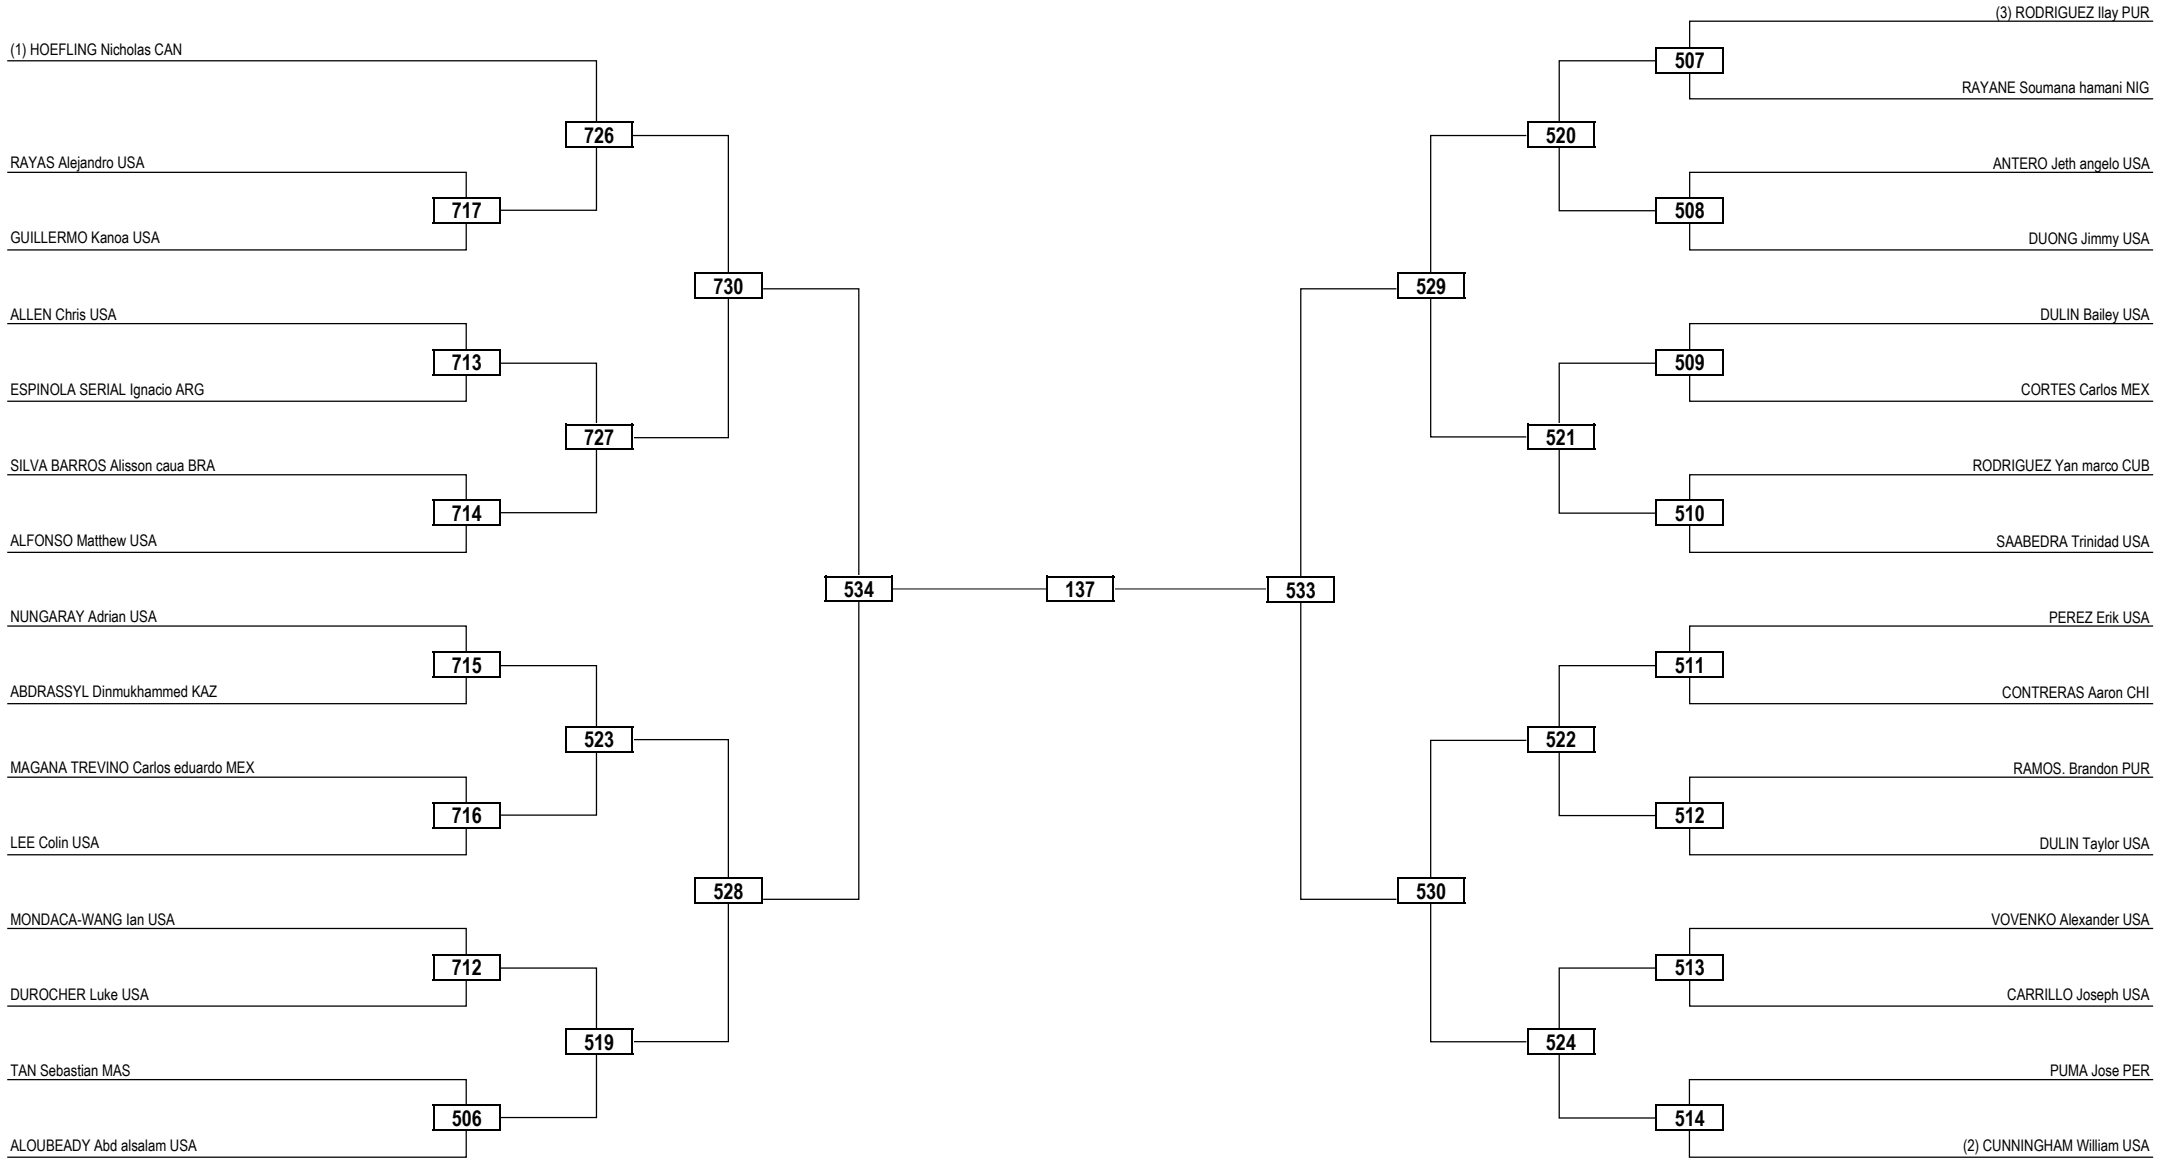 (3) RODRIGUEZ Ilay PUR
(1) HOEFLING Nicholas CAN
507
RAYANE Soumana hamani NIG
726
520
RAYAS Alejandro USA
ANTERO Jeth angelo USA
717
508
GUILLERMO Kanoa USA
DUONG Jimmy USA
730
529
ALLEN Chris USA
DULIN Bailey USA
713
509
ESPINOLA SERIAL Ignacio ARG
CORTES Carlos MEX
727
521
SILVA BARROS Alisson caua BRA
RODRIGUEZ Yan marco CUB
714
510
ALFONSO Matthew USA
SAABEDRA Trinidad USA
534
137
533
NUNGARAY Adrian USA
PEREZ Erik USA
715
511
ABDRASSYL Dinmukhammed KAZ
CONTRERAS Aaron CHI
523
522
MAGANA TREVINO Carlos eduardo MEX
RAMOS. Brandon PUR
716
512
LEE Colin USA
DULIN Taylor USA
528
530
MONDACA-WANG Ian USA
VOVENKO Alexander USA
712
513
DUROCHER Luke USA
CARRILLO Joseph USA
519
524
TAN Sebastian MAS
PUMA Jose PER
506
514
ALOUBEADY Abd alsalam USA
(2) CUNNINGHAM William USA